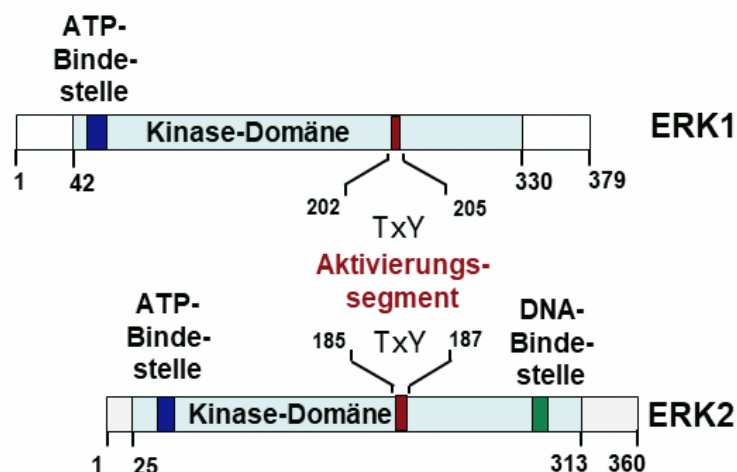 ATP-
Binde-
stelle
Kinase-Domäne
ERK1
1
42
330
379
202
205
TxY
Aktivierungs-
segment
ATP-
Binde-
stelle
185
TxY
187
DNA-
Binde-
stelle
Kinase-Domäne
ERK2
1
25
313
360